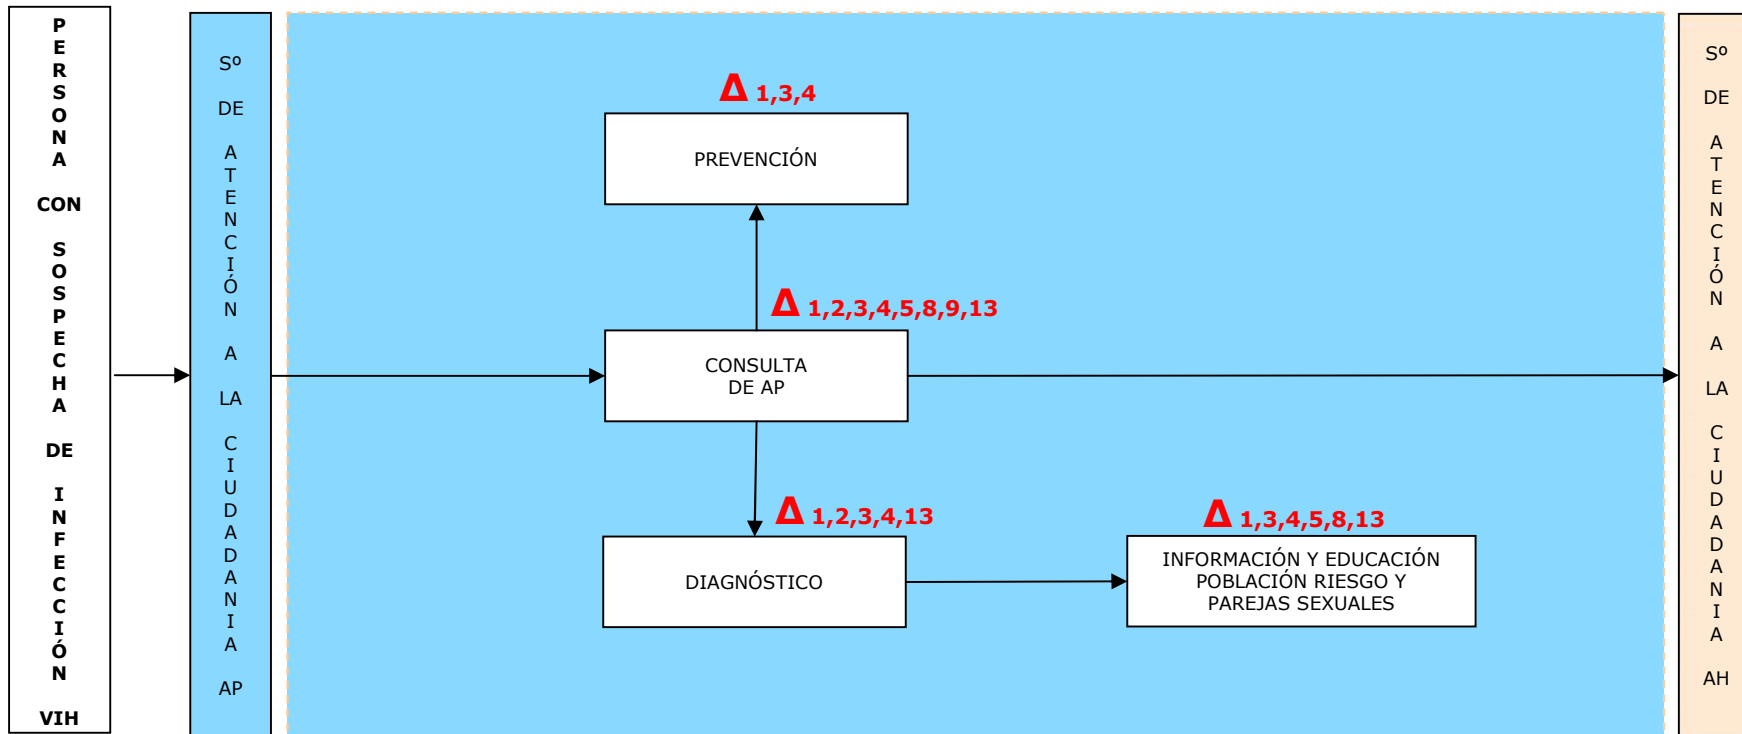 PERSONA CON SOSPECHA DE INFECCIÓN VIH
Sº DE ATENCIÓN A LA CIUDADANIA AP
Δ 1,3,4
PREVENCIÓN
Δ 1,2,3,4,5,8,9,13
CONSULTA
DE AP
Δ 1,2,3,4,13
DIAGNÓSTICO
Δ 1,3,4,5,8,13
INFORMACIÓN Y EDUCACIÓN
POBLACIÓN RIESGO Y
PAREJAS SEXUALES
Sº DE ATENCIÓN A LA CIUDADANIA AH